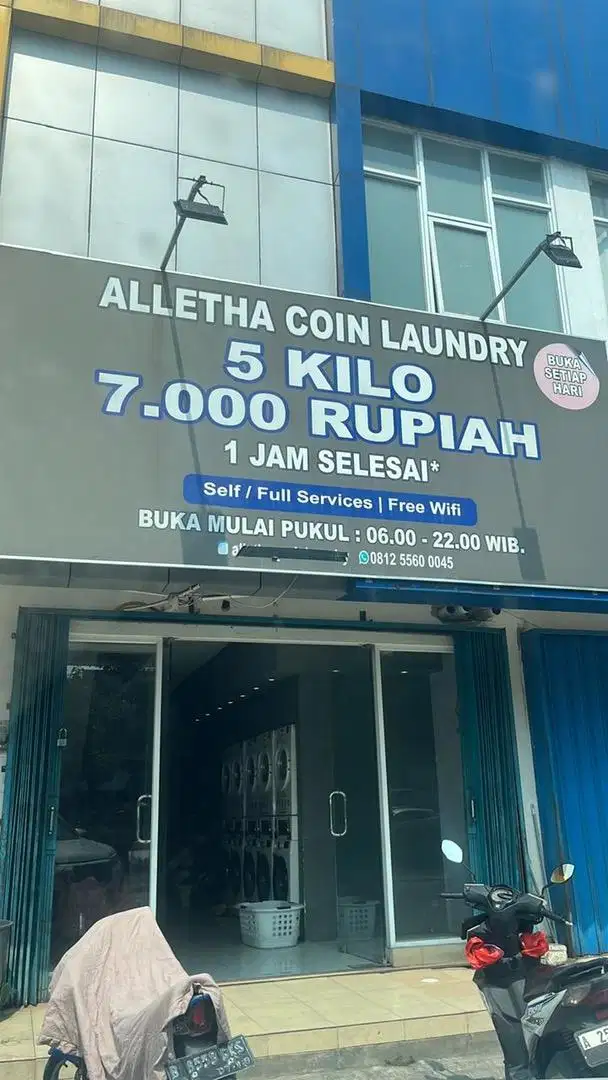 ALLETHA COIN LAUNDRY
5 KILO
7.000 RUPIAH
BUKA
SETIAP
HARI
1 JAM SELESAI*
Self / Full Services | Free Wifi
BUKA MULAI PUKUL : 06.00 - 22.00 WIB.
0812 5560 0045